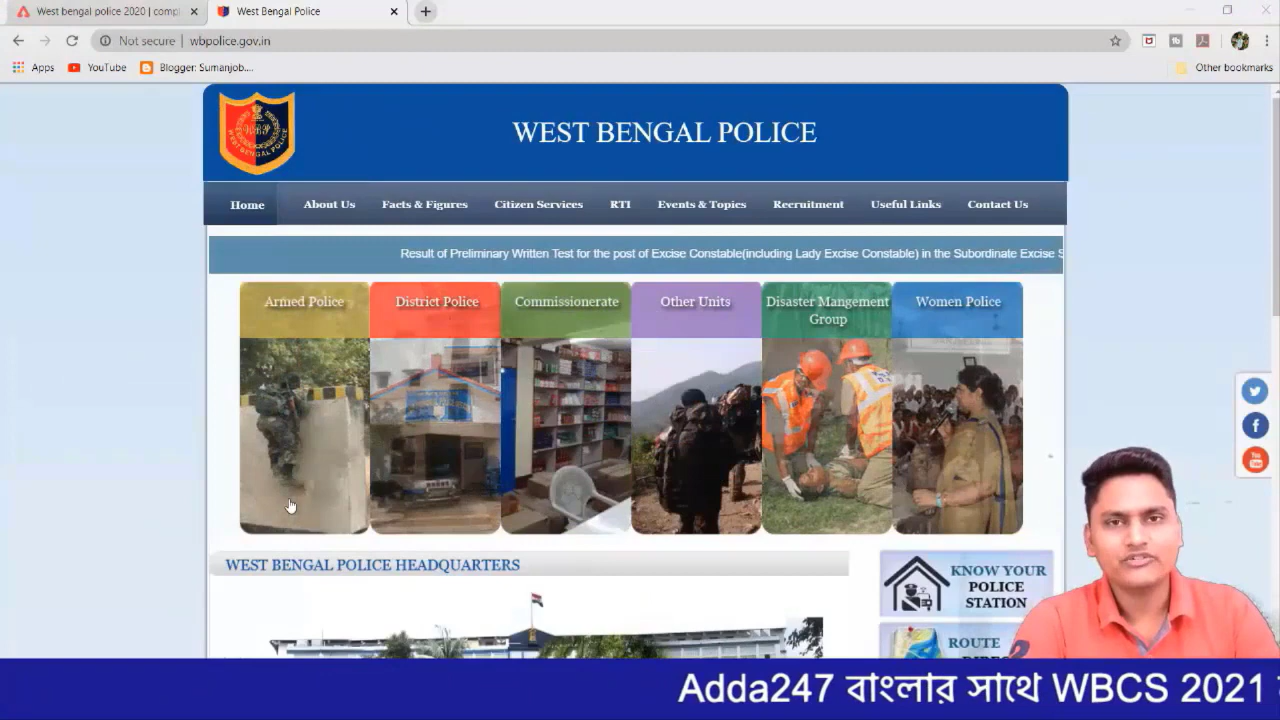 West bengal police 2020 | compl
West Bengal Police
Not secure | wbpolice.gov.in
Apps YouTube Blogger: Sumanjob.... Other bookmarks
WEST BENGAL POLICE
WEST BENGAL POLICE
Home About Us Facts & Figures Citizen Services RTI Events & Topics Recruitment Useful Links Contact Us
Result of Preliminary Written Test for the post of Excise Constable(including Lady Excise Constable) in the Subordinate Excise S
Armed Police
District Police
Commissionerate
Other Units
Disaster Mangement
Group
Women Police
WEST BENGAL POLICE HEADQUARTERS
KNOW YOUR
POLICE
STATION
ROUTE
You
Adda247 বাংলার সাথে WBCS 2021